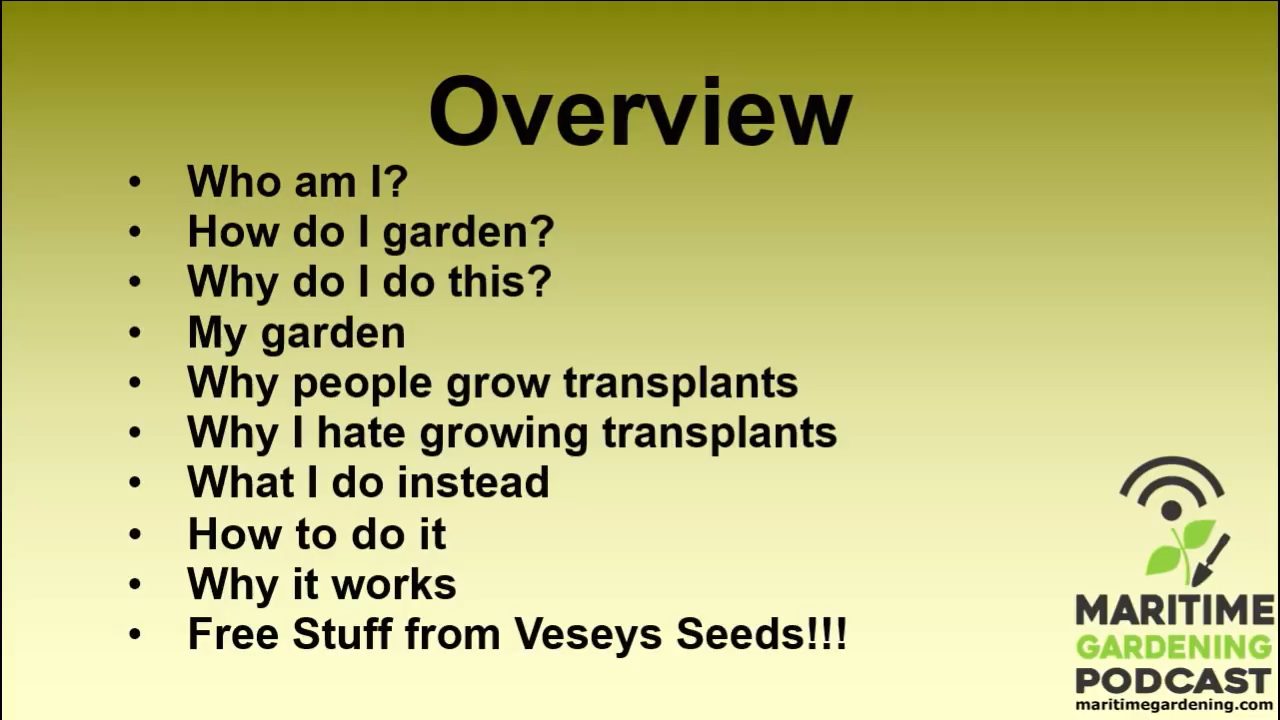 Overview
• Who am I?
• How do I garden?
• Why do I do this?
• My garden
• Why people grow transplants
• Why I hate growing transplants
• What I do instead
• How to do it
• Why it works
• Free Stuff from Veseys Seeds!!!
MARITIME
GARDENING
PODCAST
maritimegardening.com